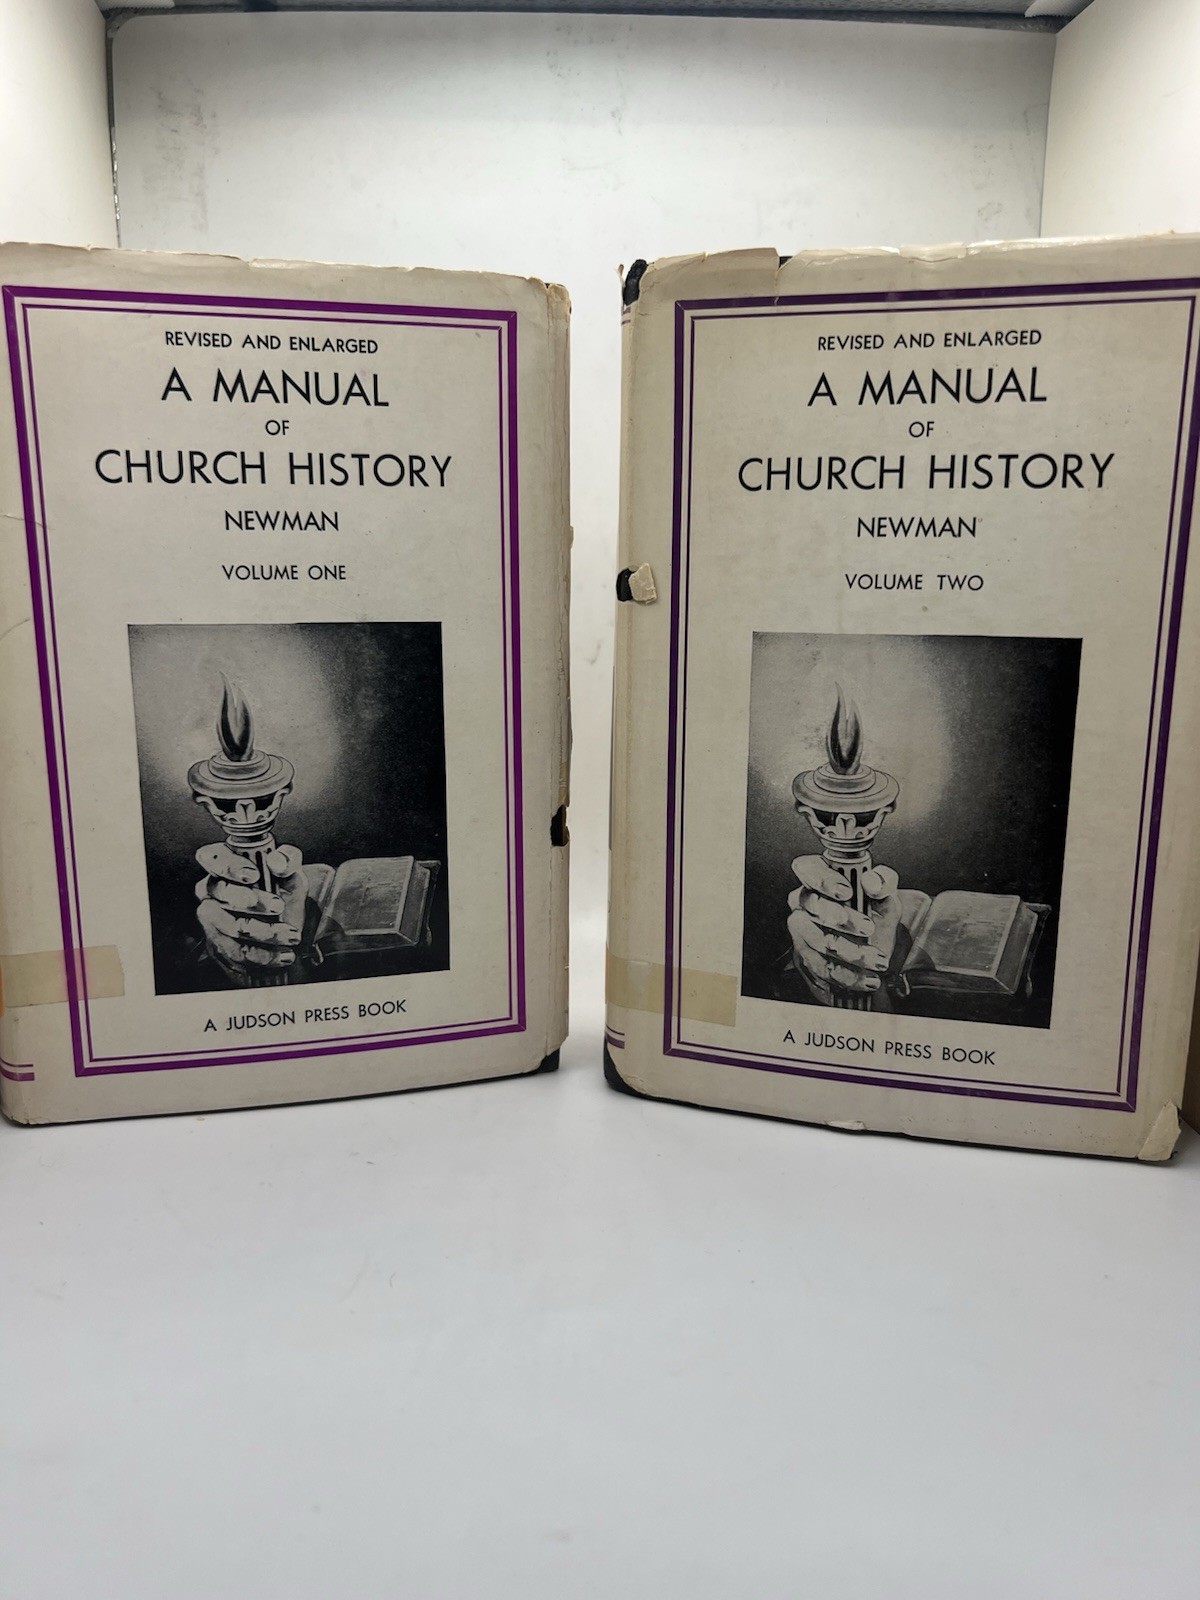 REVISED AND ENLARGED
A MANUAL
OF
CHURCH HISTORY
NEWMAN
VOLUME ONE
A JUDSON PRESS BOOK
REVISED AND ENLARGED
A MANUAL
OF
CHURCH HISTORY
NEWMAN
VOLUME TWO
A JUDSON PRESS BOOK